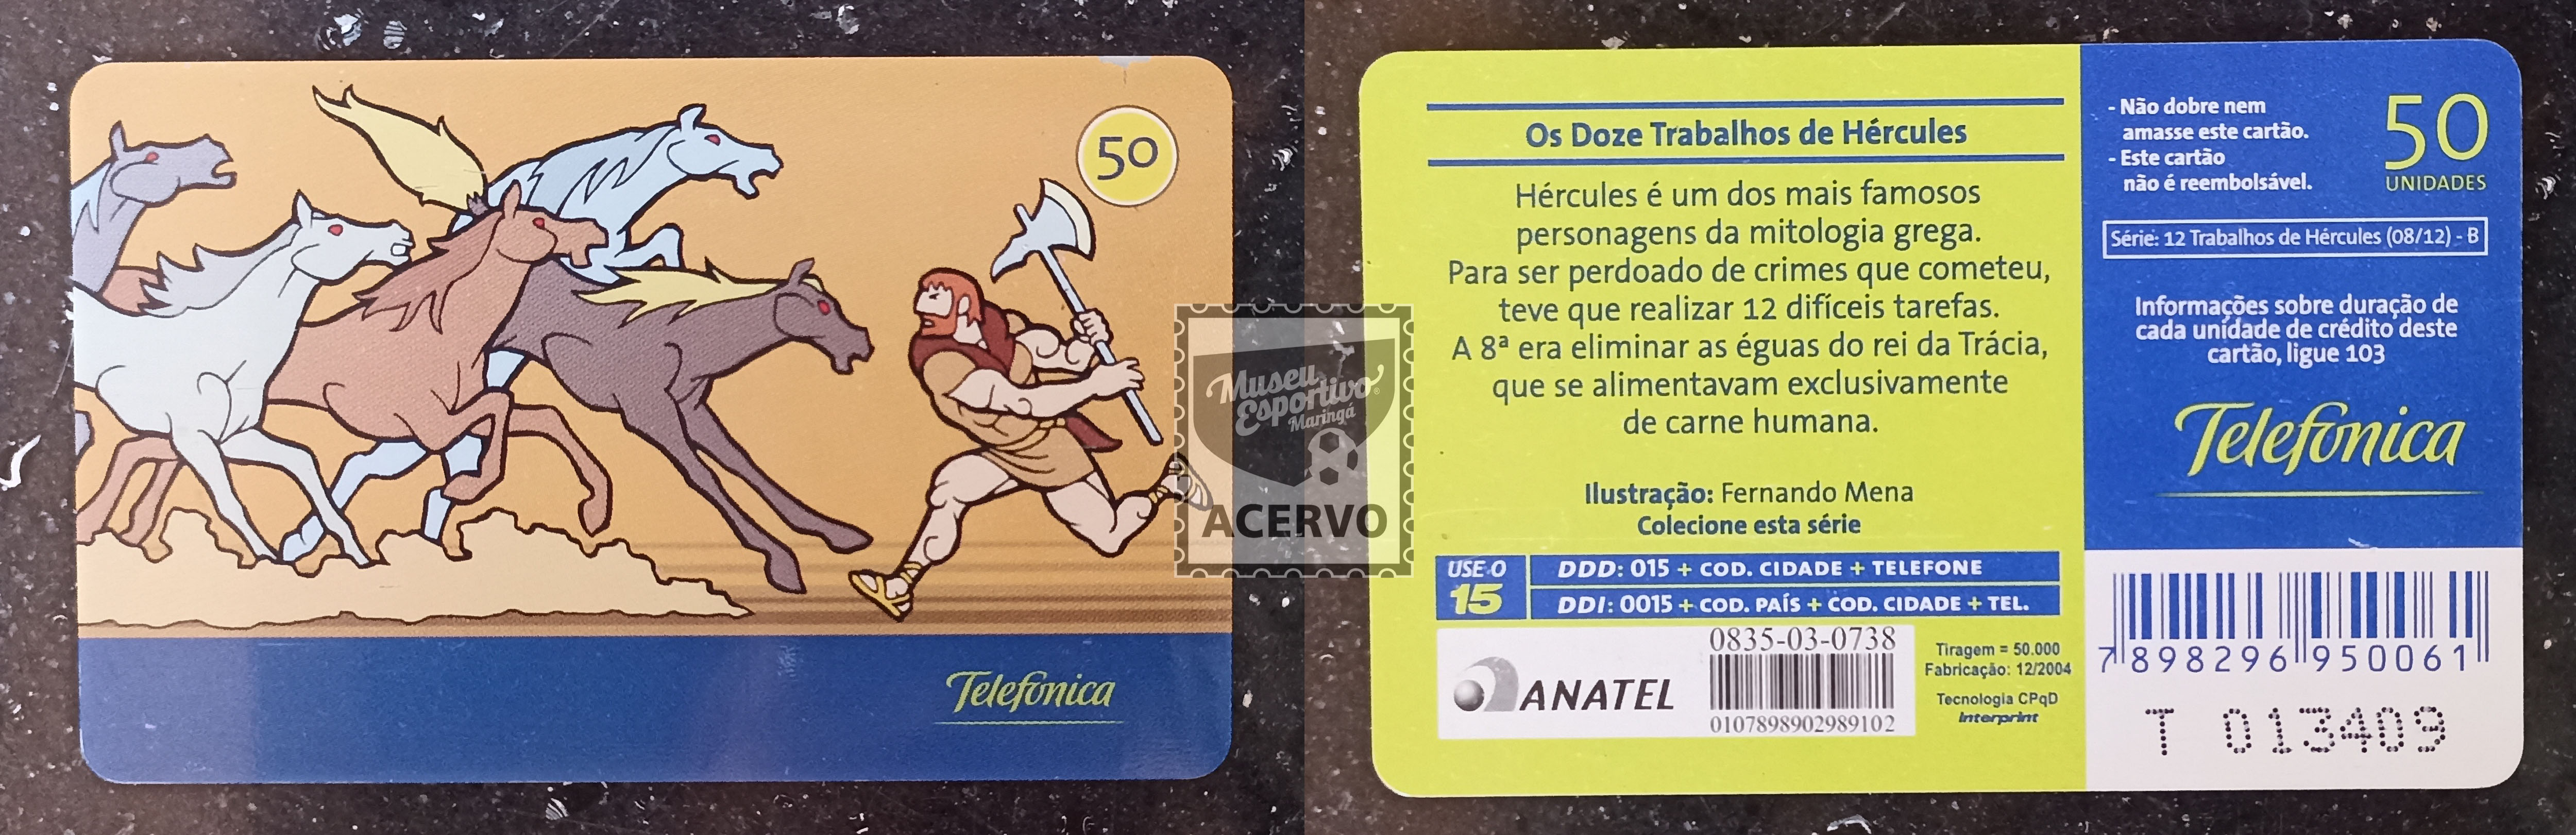 50
Telefônica
Museu
Esportivo
Maringá
ACERVO
Os Doze Trabalhos de Hércules
Hércules é um dos mais famosos
personagens da mitologia grega.
Para ser perdoado de crimes que cometeu,
teve que realizar 12 difíceis tarefas.
A 8ª era eliminar as éguas do rei da Trácia,
que se alimentavam exclusivamente
de carne humana.
Ilustração: Fernando Mena
Colecione esta série
USE O
15
DDD: 015 + COD. CIDADE + TELEFONE
DDI: 0015 + COD. PAÍS + COD. CIDADE + TEL.
ANATEL
0835-03-0738
0107898902989102
Tiragem = 50.000
Fabricação: 12/2004
Tecnologia CPqD
Interprint
- Não dobre nem
amasse este cartão.
- Este cartão
não é reembolsável.
50
UNIDADES
Série: 12 Trabalhos de Hércules (08/12) - B
Informações sobre duração de
cada unidade de crédito deste
cartão, ligue 103
Telefônica
7 898296 950061
T 013409